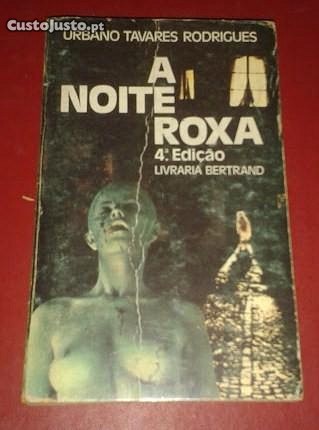 CustoJusto.pt
URBANO TAVARES RODRIGUES
A
NOITE
ROXA
4ª Edição
LIVRARIA BERTRAND